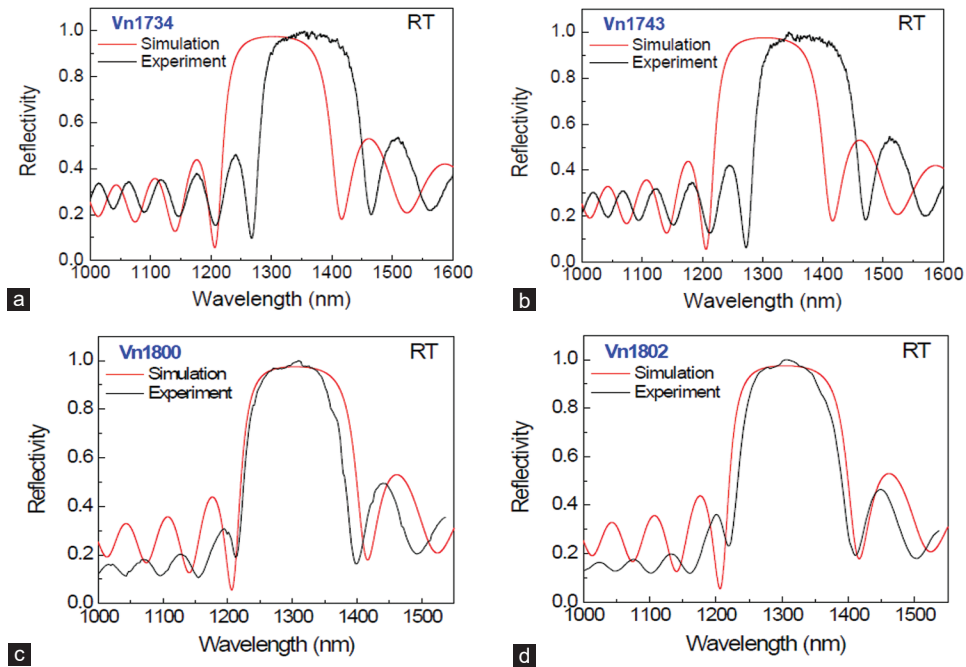 Vn1734 RT
Simulation
Experiment
Reflectivity
1.0
0.8
0.6
0.4
0.2
0.0
1000 1100 1200 1300 1400 1500 1600
Wavelength (nm)
a
Vn1743 RT
Simulation
Experiment
Reflectivity
1.0
0.8
0.6
0.4
0.2
0.0
1000 1100 1200 1300 1400 1500 1600
Wavelength (nm)
b
Vn1800 RT
Simulation
Experiment
Reflectivity
1.0
0.8
0.6
0.4
0.2
0.0
1000 1100 1200 1300 1400 1500
Wavelength (nm)
c
Vn1802 RT
Simulation
Experiment
Reflectivity
1.0
0.8
0.6
0.4
0.2
0.0
1000 1100 1200 1300 1400 1500
Wavelength (nm)
d